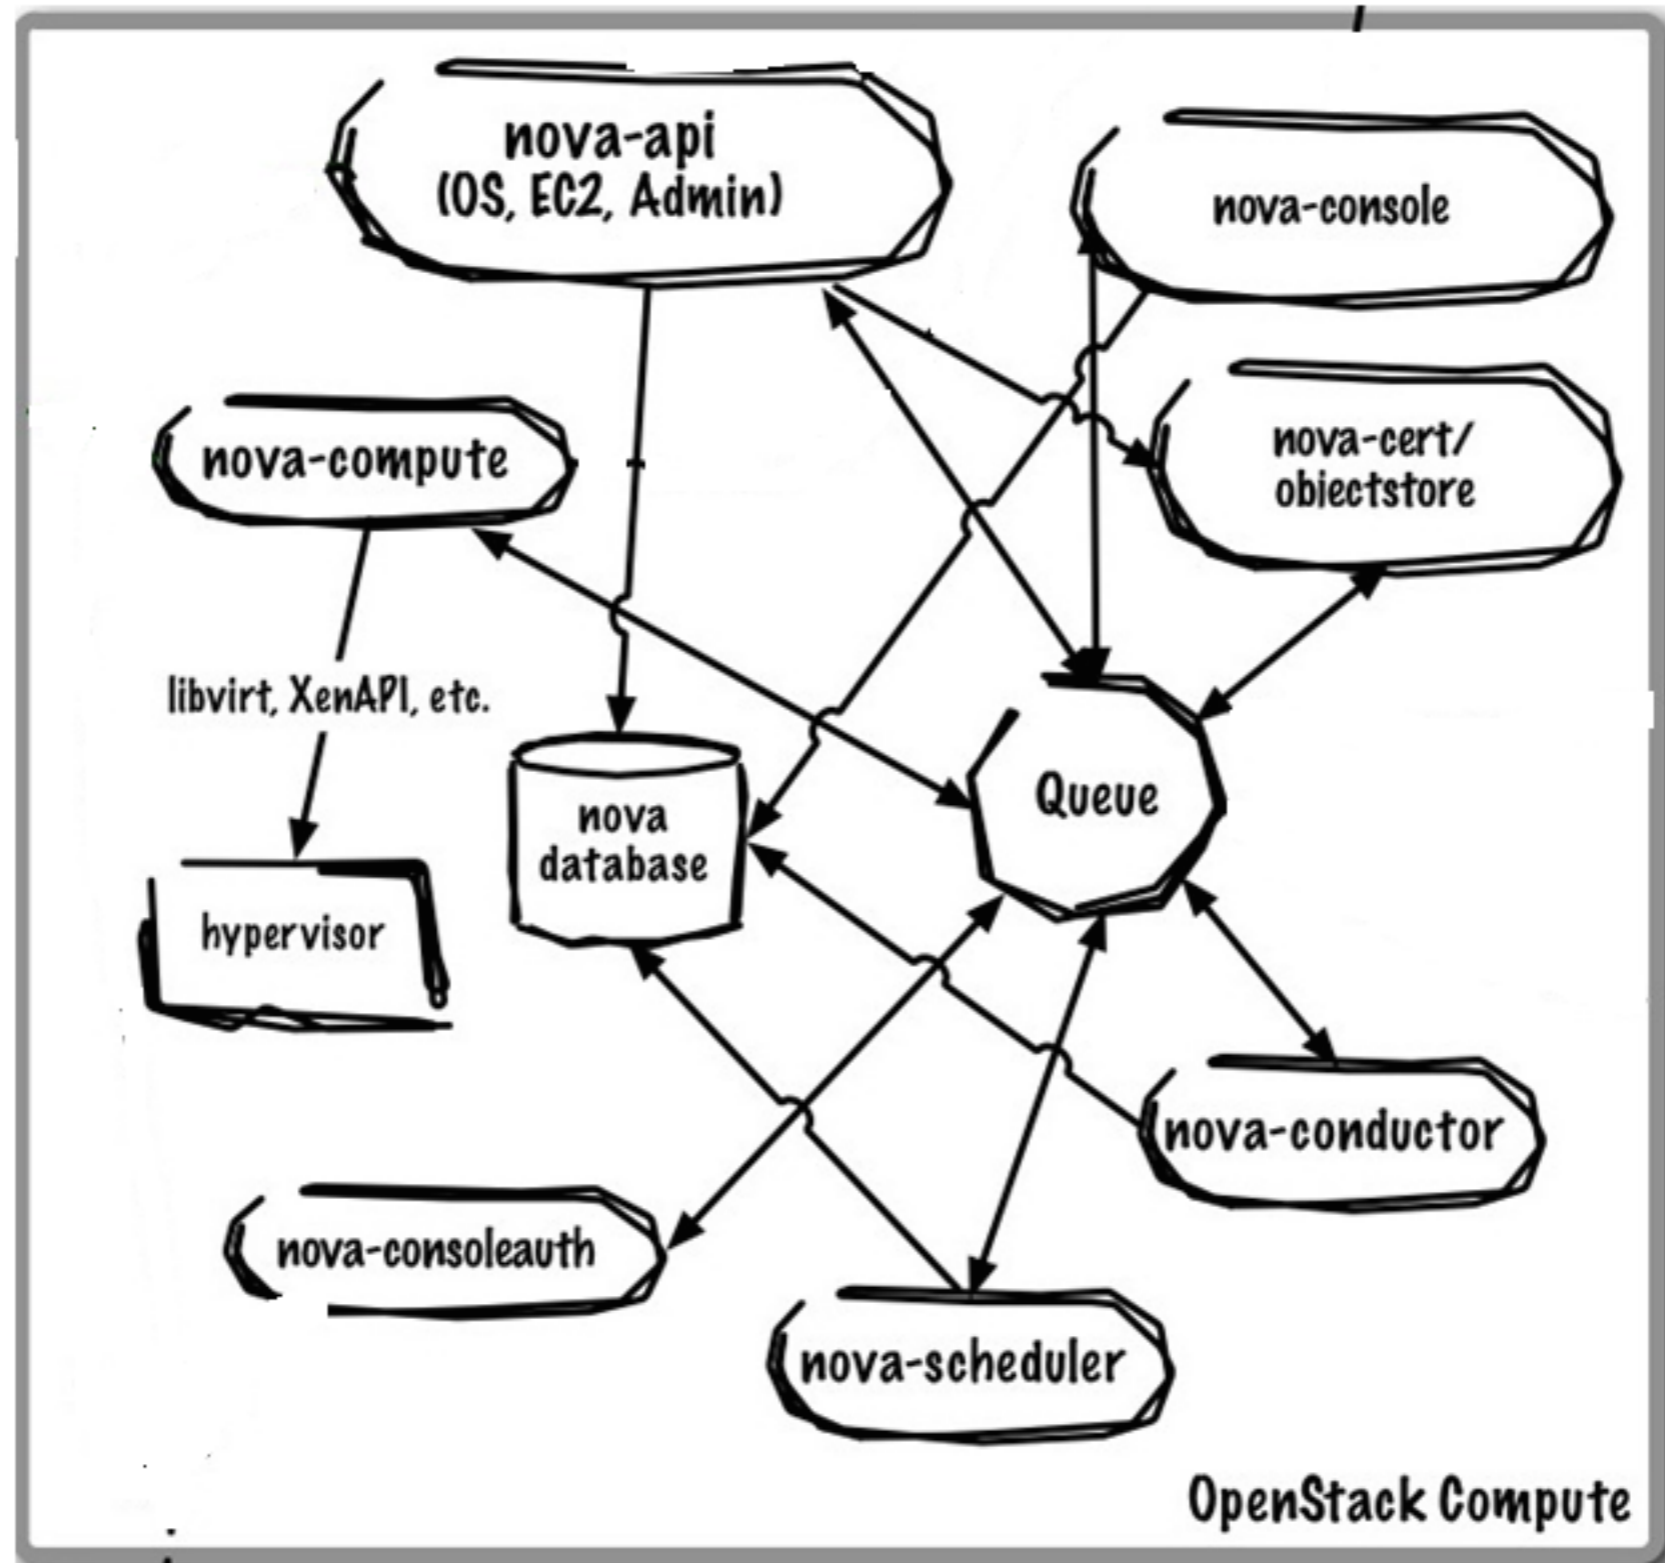 nova-api
(OS, EC2, Admin)
nova-console
nova-compute
nova-cert/
obiectstore
libvirt, XenAPI, etc.
nova
database
Queue
hypervisor
nova-conductor
nova-consoleauth
nova-scheduler
OpenStack Compute